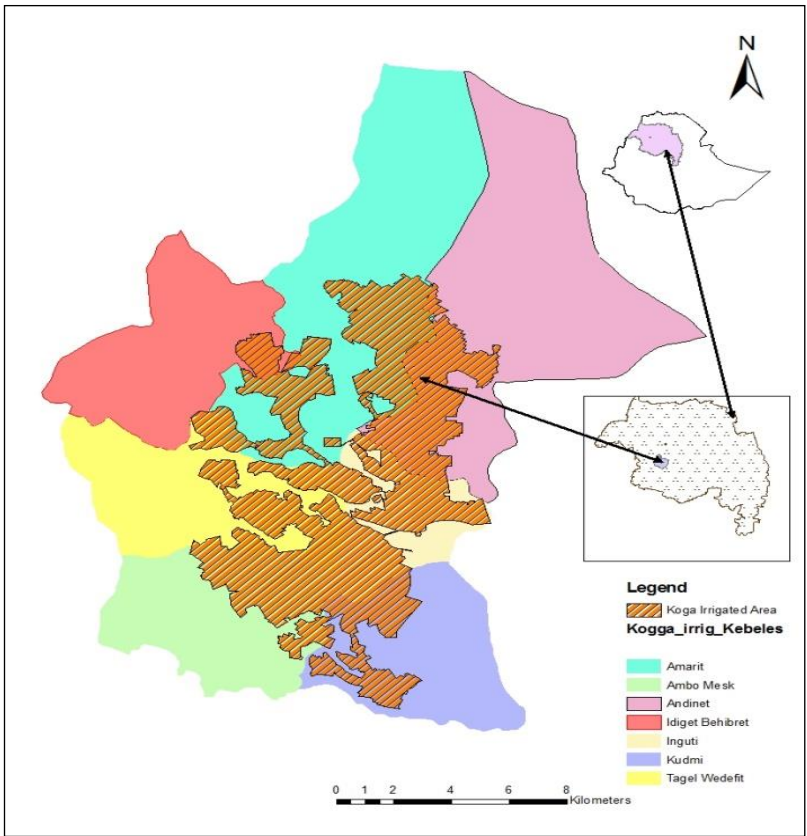 N
Legend
Koga Irrigated Area
Kogga_irrig_Kebeles
Amarit
Ambo Mesk
Andinet
Idiget Behibret
Inguti
Kudmi
Tagel Wedefit
0 1 2 4 6 8
Kilometers